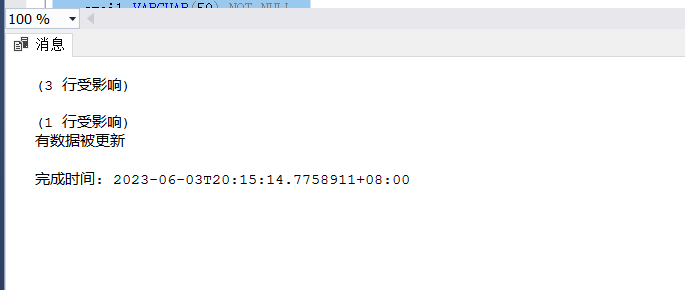 email VARCHAR(50) NOT NULL
100 %
消息
(3 行受影响)
(1 行受影响)
有数据被更新
完成时间: 2023-06-03T20:15:14.7758911+08:00